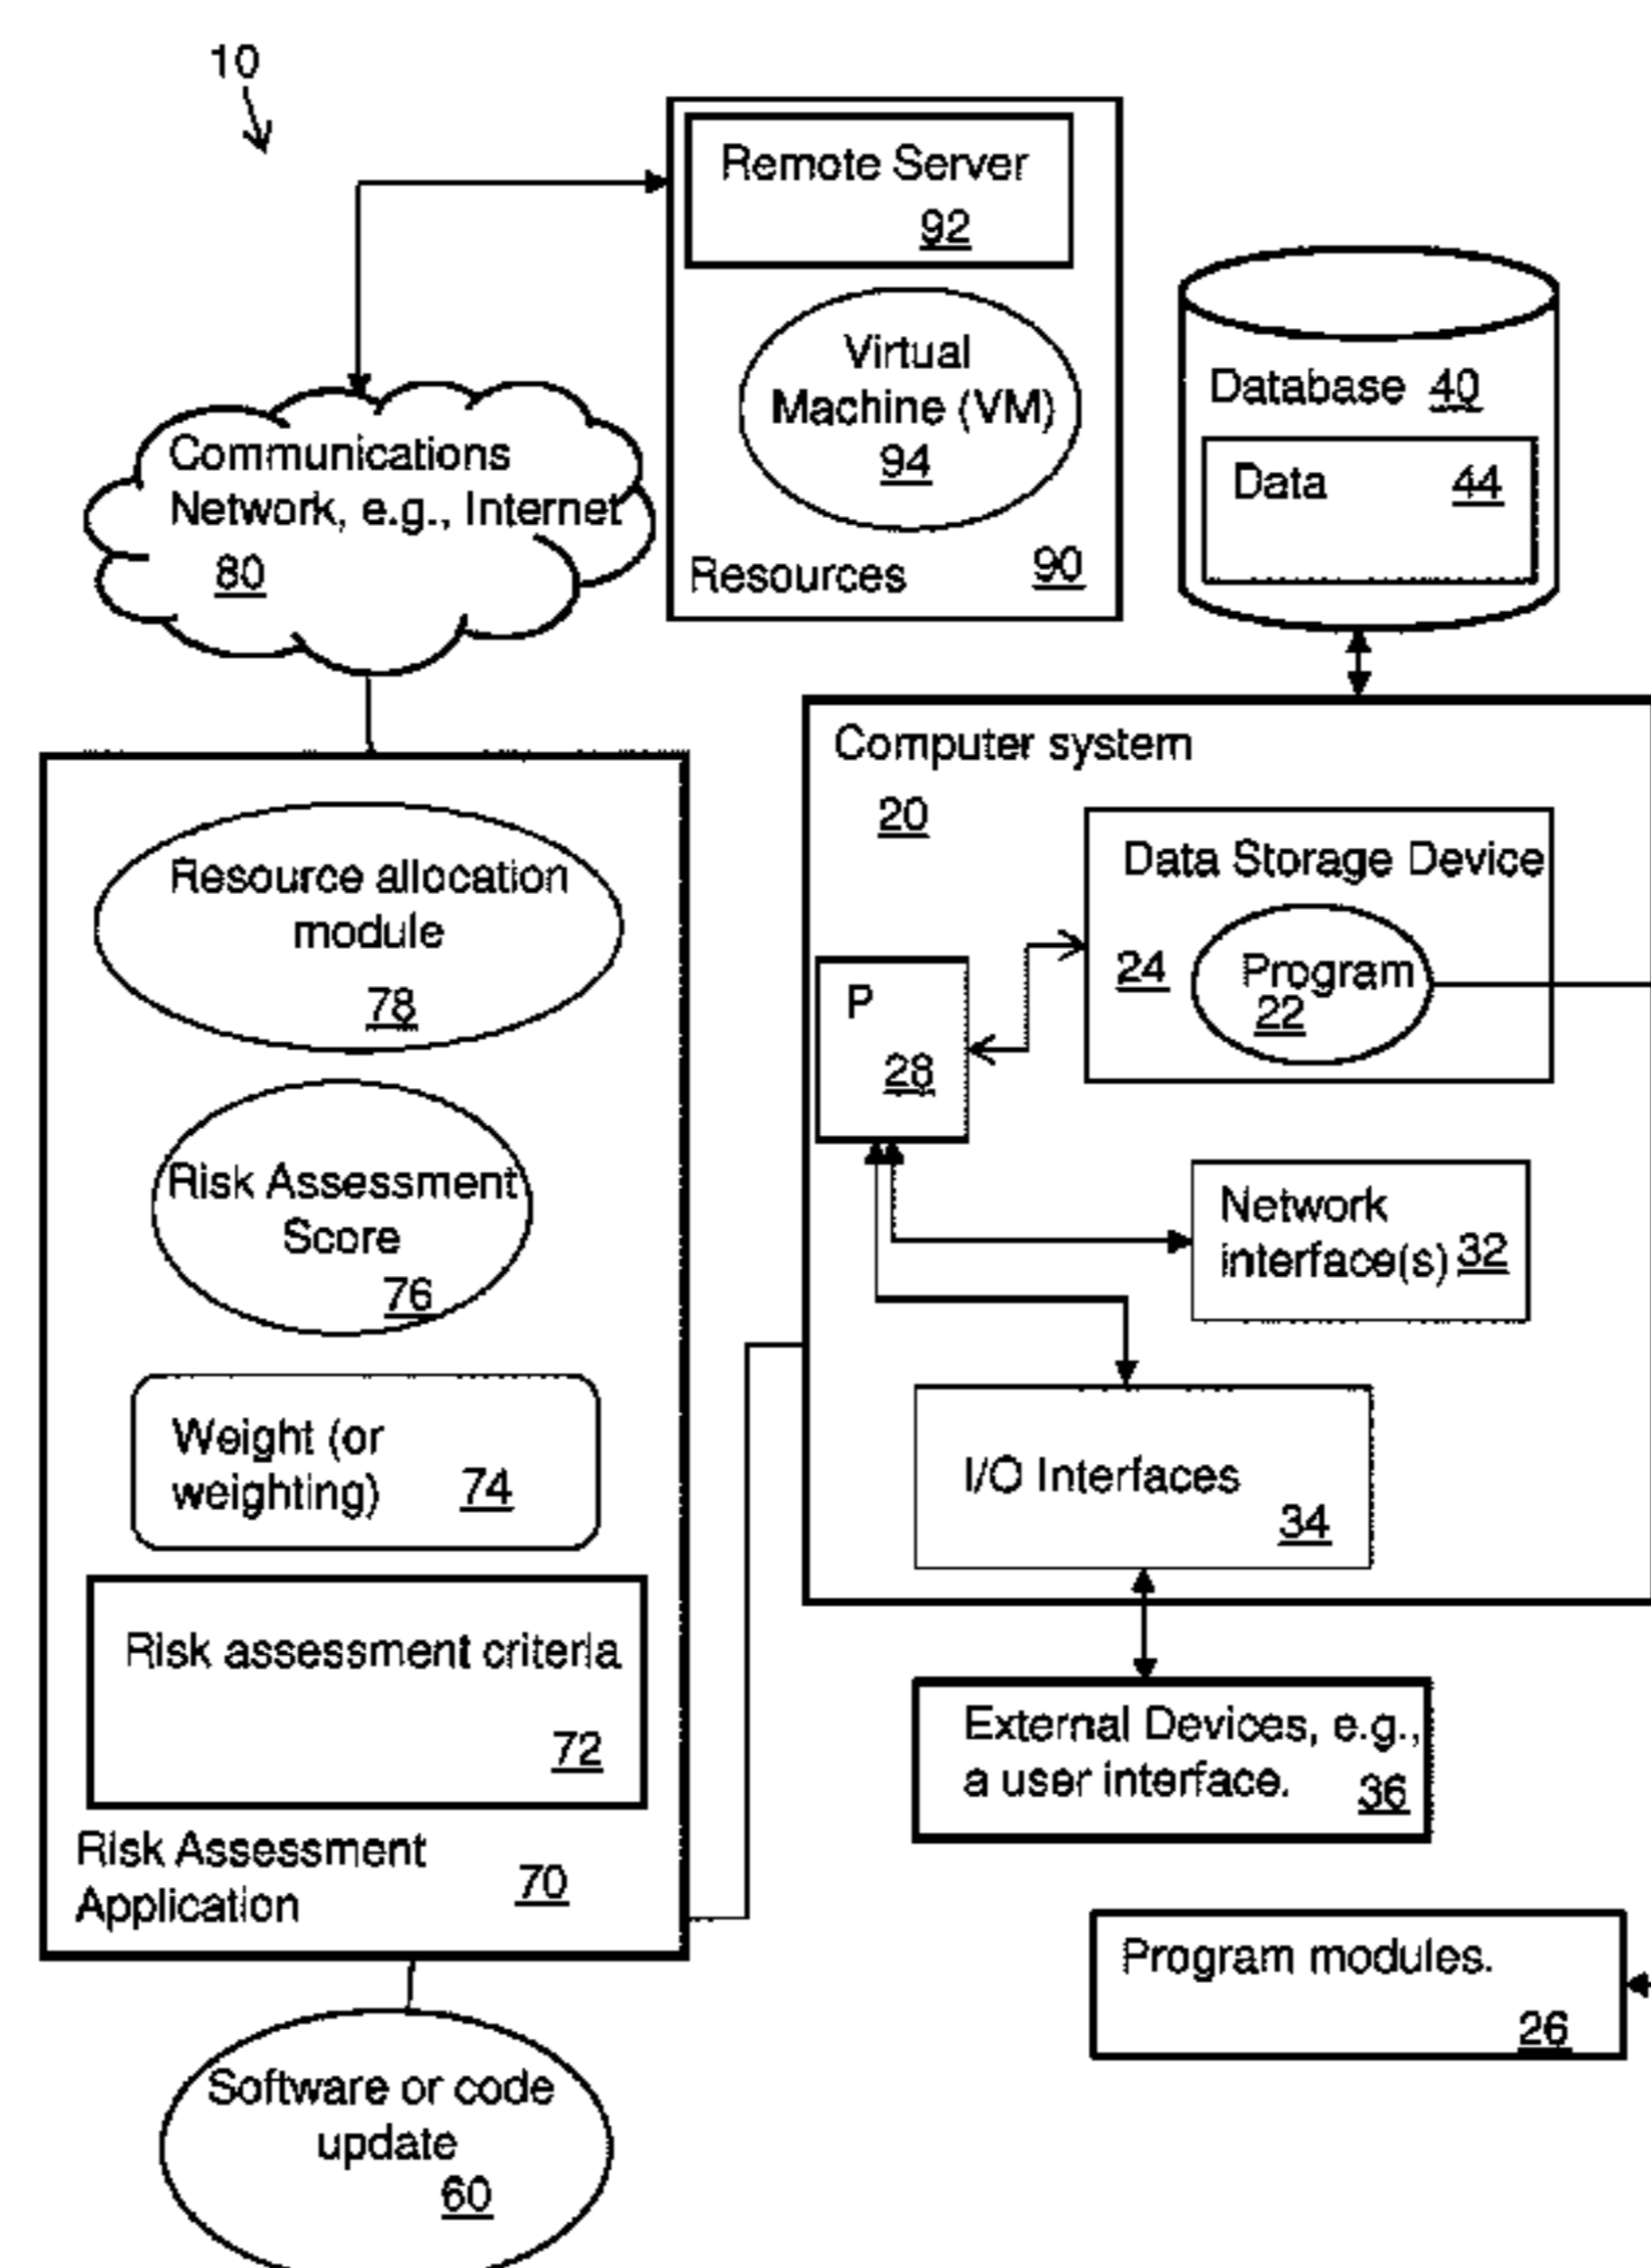 10
Remote Server
92
Virtual
Machine (VM)
94
Resources 90
Database 40
Data 44
Communications
Network, e.g., Internet
80
Computer system
20
Data Storage Device
24
Program
22
P
28
Network
interface(s) 32
I/O Interfaces
34
External Devices, e.g.,
a user interface. 36
Program modules.
26
Resource allocation
module
78
Risk Assessment
Score
76
Weight (or
weighting) 74
Risk assessment criteria
72
Risk Assessment
Application 70
Software or code
update
60